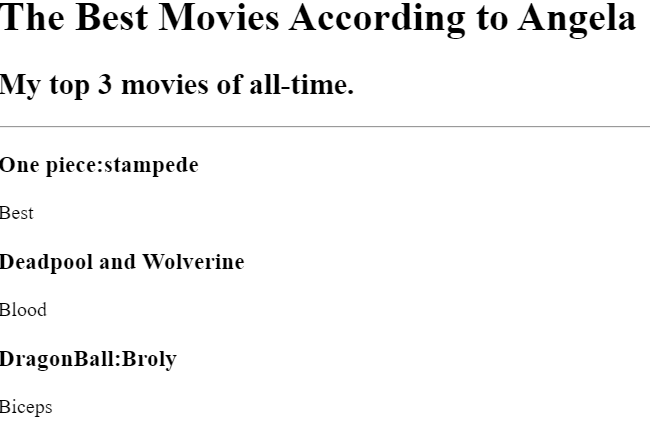 The Best Movies According to Angela
My top 3 movies of all-time.
One piece:stampede
Best
Deadpool and Wolverine
Blood
DragonBall:Broly
Biceps